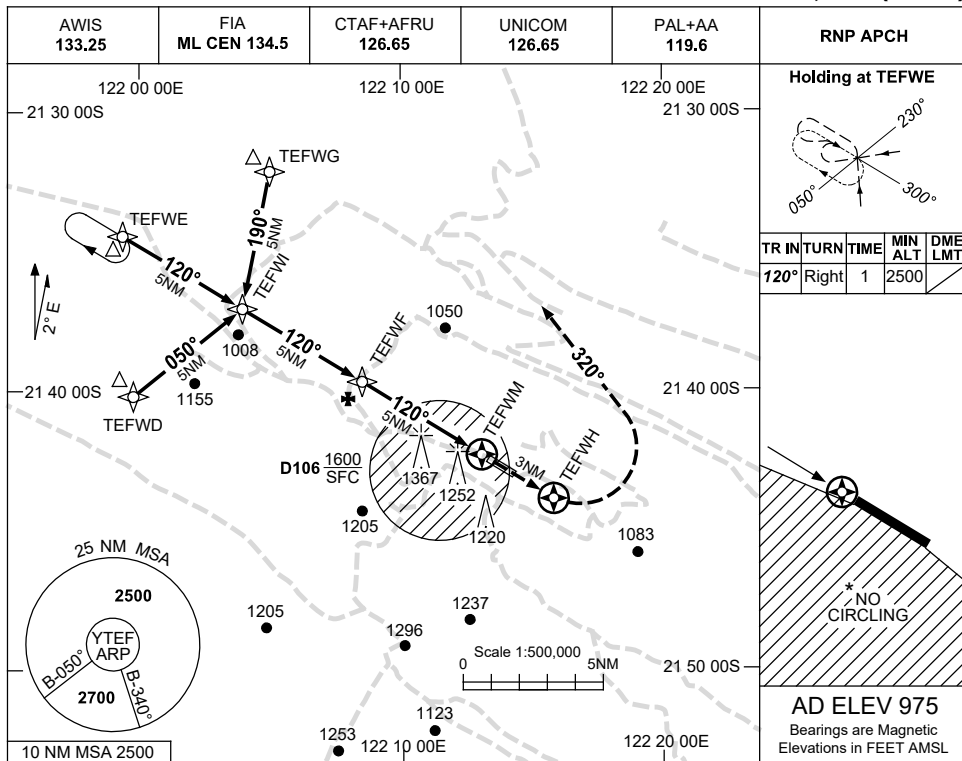 AWIS
133.25
FIA
ML CEN 134.5
CTAF+AFRU
126.65
UNICOM
126.65
PAL+AA
119.6
RNP APCH
122 00 00E
122 10 00E
122 20 00E
21 30 00S
21 30 00S
Holding at TEFWE
230°
050°
300°
TR IN
TURN
TIME
MIN ALT
DME LMT
120°
Right
1
2500
TEFWG
TEFWE
190°
5NM
TEFWI
120°
5NM
2° E
1008
050°
5NM
1155
TEFWD
120°
5NM
TEFWF
1050
320°
21 40 00S
21 40 00S
120°
5NM
TEFWM
3NM
TEFWH
D106
1600
SFC
1367
1252
1220
1205
1083
25 NM MSA
2500
YTEF
ARP
B-050°
B-340°
2700
10 NM MSA 2500
1205
1237
1296
Scale 1:500,000
0
5NM
21 50 00S
1123
1253
122 10 00E
122 20 00E
* NO
CIRCLING
AD ELEV 975
Bearings are Magnetic
Elevations in FEET AMSL